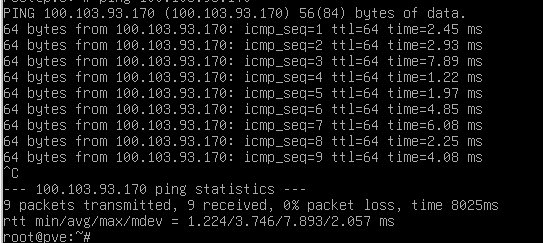 PING 100.103.93.170 (100.103.93.170) 56(84) bytes of data.
64 bytes from 100.103.93.170: icmp_seq=1 ttl=64 time=2.45 ms
64 bytes from 100.103.93.170: icmp_seq=2 ttl=64 time=2.93 ms
64 bytes from 100.103.93.170: icmp_seq=3 ttl=64 time=7.89 ms
64 bytes from 100.103.93.170: icmp_seq=4 ttl=64 time=1.22 ms
64 bytes from 100.103.93.170: icmp_seq=5 ttl=64 time=1.97 ms
64 bytes from 100.103.93.170: icmp_seq=6 ttl=64 time=4.85 ms
64 bytes from 100.103.93.170: icmp_seq=7 ttl=64 time=6.08 ms
64 bytes from 100.103.93.170: icmp_seq=8 ttl=64 time=2.25 ms
64 bytes from 100.103.93.170: icmp_seq=9 ttl=64 time=4.08 ms
^C
--- 100.103.93.170 ping statistics ---
9 packets transmitted, 9 received, 0% packet loss, time 8025ms
rtt min/avg/max/mdev = 1.224/3.746/7.893/2.057 ms
root@pve:~#